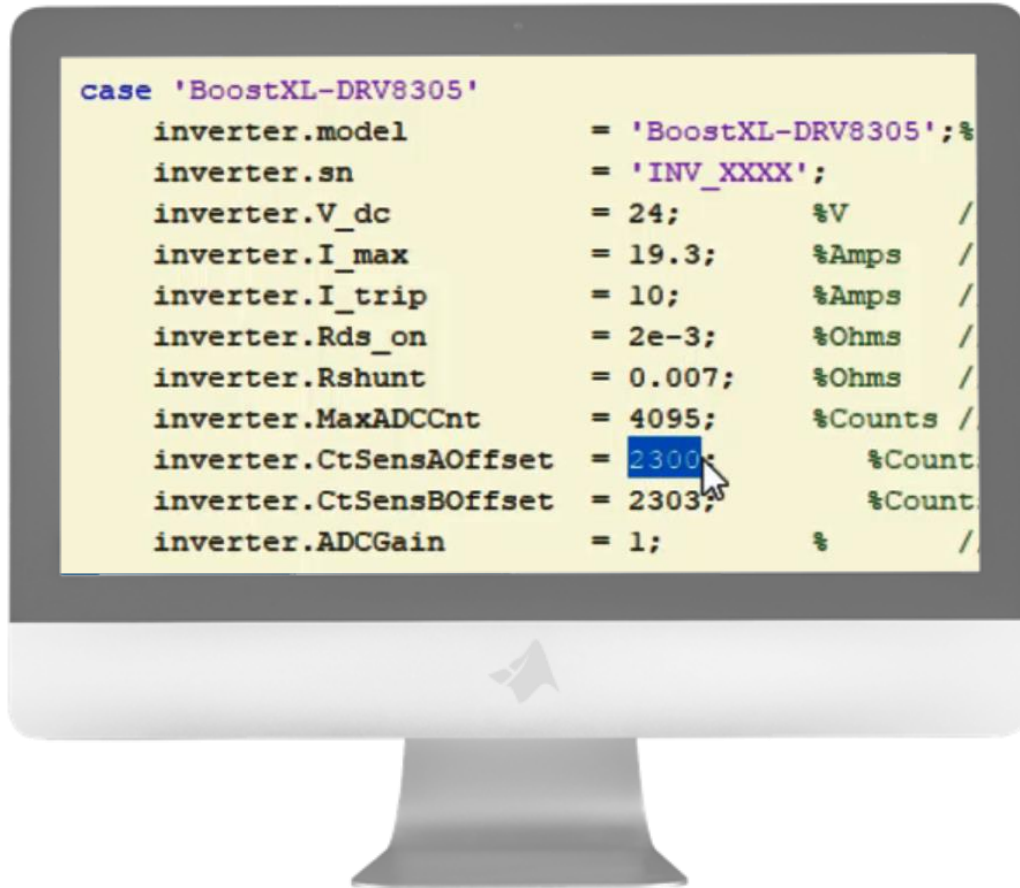 case 'BoostXL-DRV8305'
inverter.model = 'BoostXL-DRV8305';%
inverter.sn = 'INV_XXXX';
inverter.V_dc = 24; %V /
inverter.I_max = 19.3; %Amps /
inverter.I_trip = 10; %Amps /
inverter.Rds_on = 2e-3; %Ohms /
inverter.Rshunt = 0.007; %Ohms //
inverter.MaxADCCnt = 4095; %Counts //
inverter.CtSensAOffset = 2300; %Count
inverter.CtSensBOffset = 2303; %Count
inverter.ADCGain = 1; % //